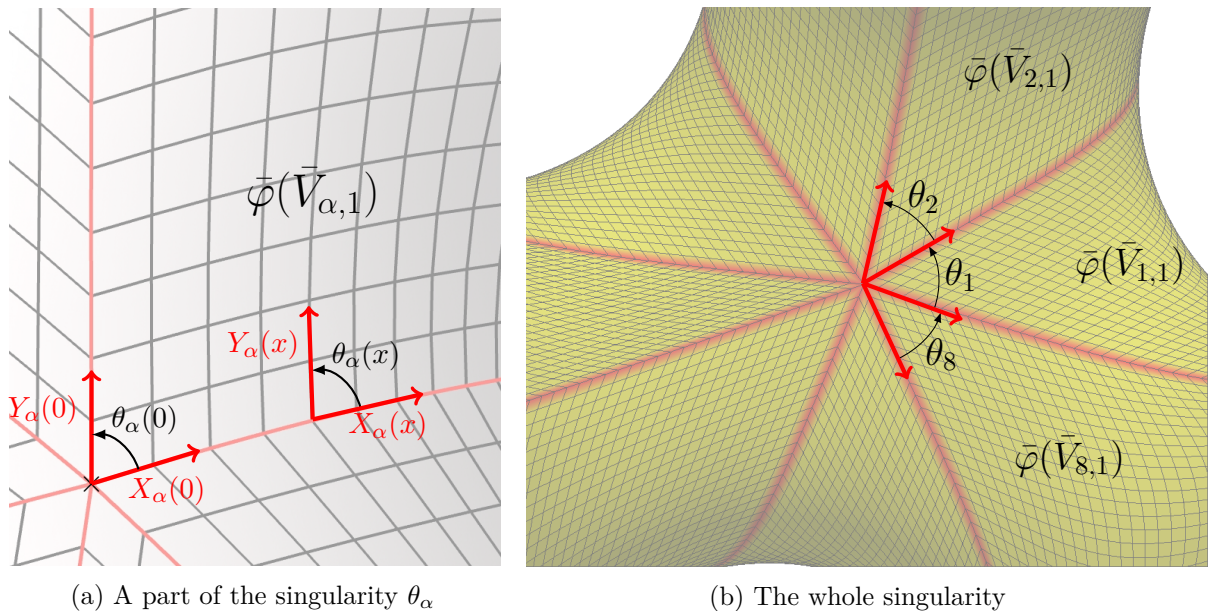 φ̄(V̄_{α,1})
Y_α(x)
θ_α(x)
X_α(x)
Y_α(0)
θ_α(0)
X_α(0)
(a) A part of the singularity θ_α
φ̄(V̄_{2,1})
θ_2
φ̄(V̄_{1,1})
θ_1
θ_8
φ̄(V̄_{8,1})
(b) The whole singularity